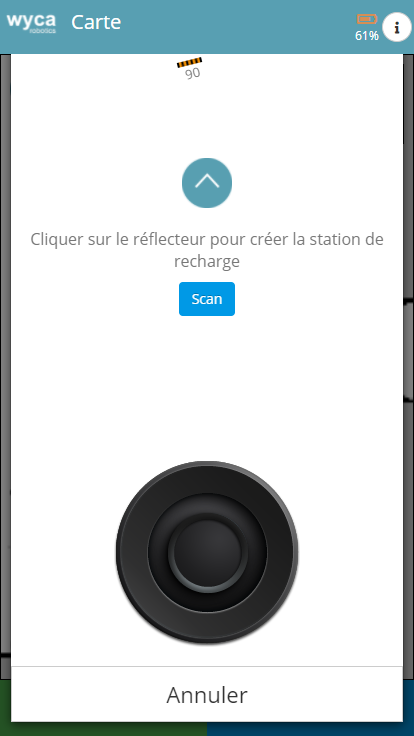 wyca
robotics
Carte
61%
i
90
Cliquer sur le réflecteur pour créer la station de
recharge
Scan
Annuler